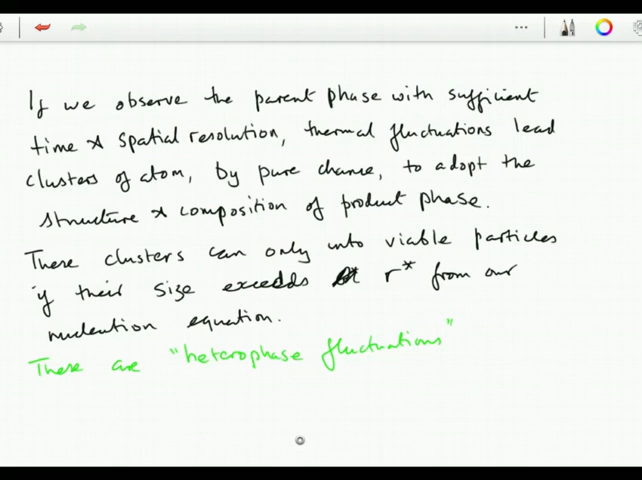 If we observe the parent phase with sufficient
time & spatial resolution, thermal fluctuations lead
clusters of atom, by pure chance, to adopt the
structure & composition of product phase.
These clusters can only into viable particles
if their size exceeds r* from our
nucleation equation.
These are "heterophase fluctuations"